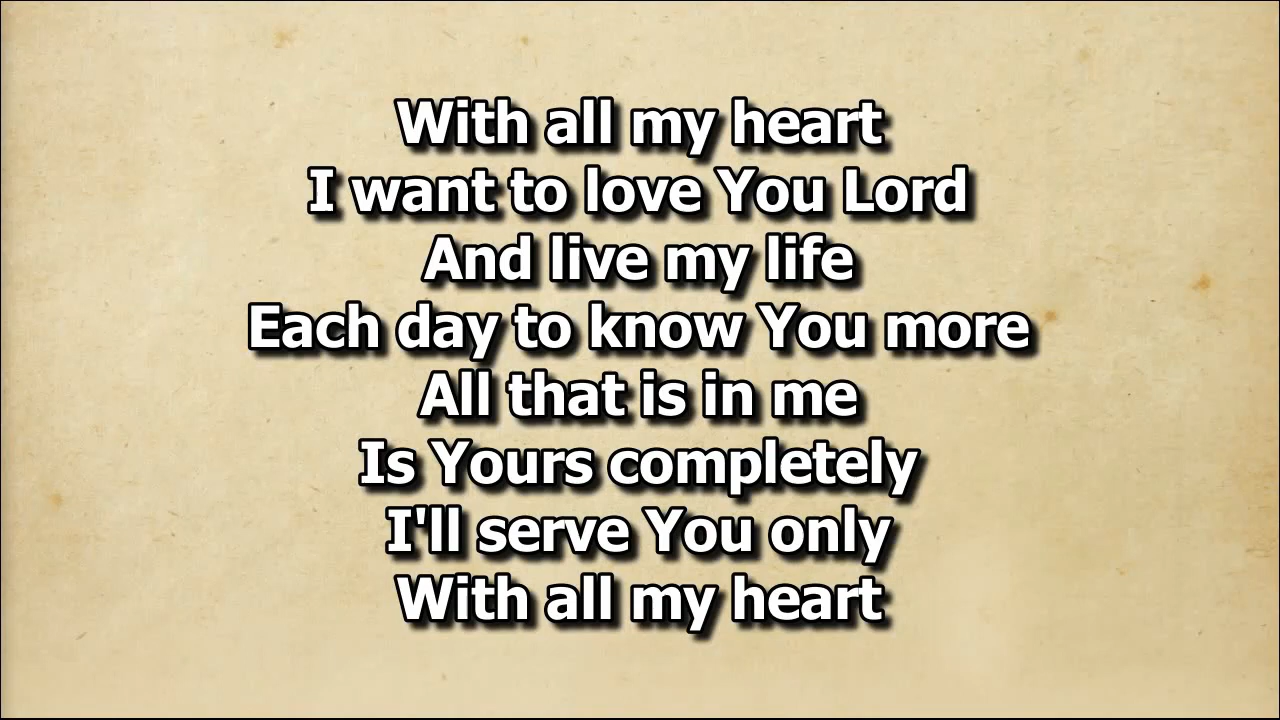 With all my heart
I want to love You Lord
And live my life
Each day to know You more
All that is in me
Is Yours completely
I'll serve You only
With all my heart